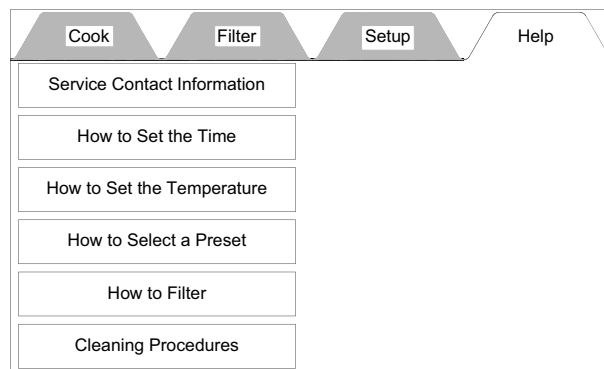 Cook
Filter
Setup
Help
Service Contact Information
How to Set the Time
How to Set the Temperature
How to Select a Preset
How to Filter
Cleaning Procedures